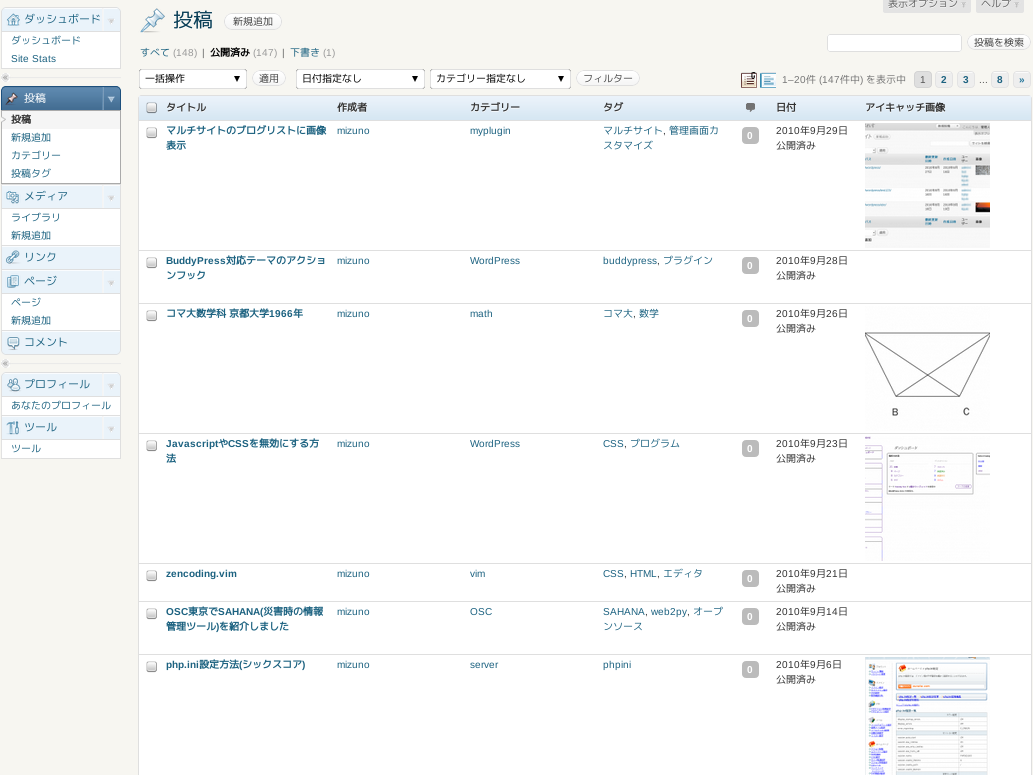 表示オプション
ヘルプ
ダッシュボード
ダッシュボード
Site Stats
投稿
投稿
新規追加
カテゴリー
投稿タグ
メディア
ライブラリ
新規追加
リンク
ページ
ページ
新規追加
コメント
プロフィール
あなたのプロフィール
ツール
ツール
投稿 新規追加
すべて (148) | 公開済み (147) | 下書き (1)
投稿を検索
一括操作 適用 日付指定なし カテゴリー指定なし フィルター 1–20件 (147件中) を表示中 1 2 3 ... 8 »
タイトル 作成者 カテゴリー タグ 日付 アイキャッチ画像
マルチサイトのブログリストに画像 mizuno myplugin マルチサイト, 管理画面カ 0 2010年9月29日
表示 スタマイズ 公開済み
BuddyPress対応テーマのアクショ mizuno WordPress buddypress, プラグイン 0 2010年9月28日
ンフック 公開済み
コマ大数学科 京都大学1966年 mizuno math コマ大, 数学 0 2010年9月26日
公開済み
B C
JavascriptやCSSを無効にする方 mizuno WordPress CSS, プログラム 0 2010年9月23日
法 公開済み
zencoding.vim mizuno vim CSS, HTML, エディタ 0 2010年9月21日
公開済み
OSC東京でSAHANA(災害時の情報 mizuno OSC SAHANA, web2py, オープ 0 2010年9月14日
管理ツール)を紹介しました ンソース 公開済み
php.ini設定方法(シックスコア) mizuno server phpini 0 2010年9月6日
公開済み